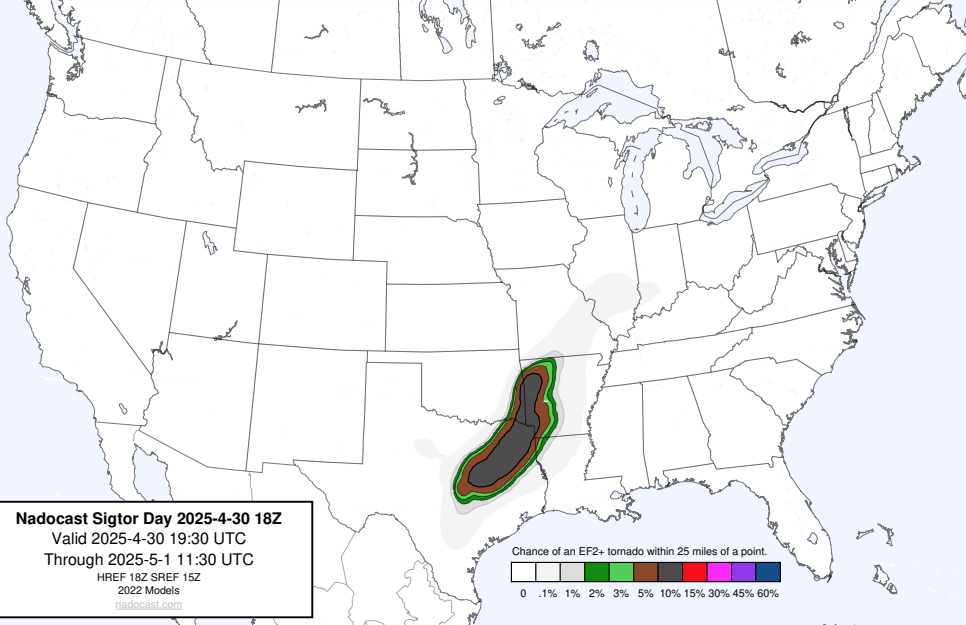 Nadocast Sigtor Day 2025-4-30 18Z
Valid 2025-4-30 19:30 UTC
Through 2025-5-1 11:30 UTC
HREF 18Z SREF 15Z
2022 Models
nadocast.com
Chance of an EF2+ tornado within 25 miles of a point.
0 .1% 1% 2% 3% 5% 10% 15% 30% 45% 60%